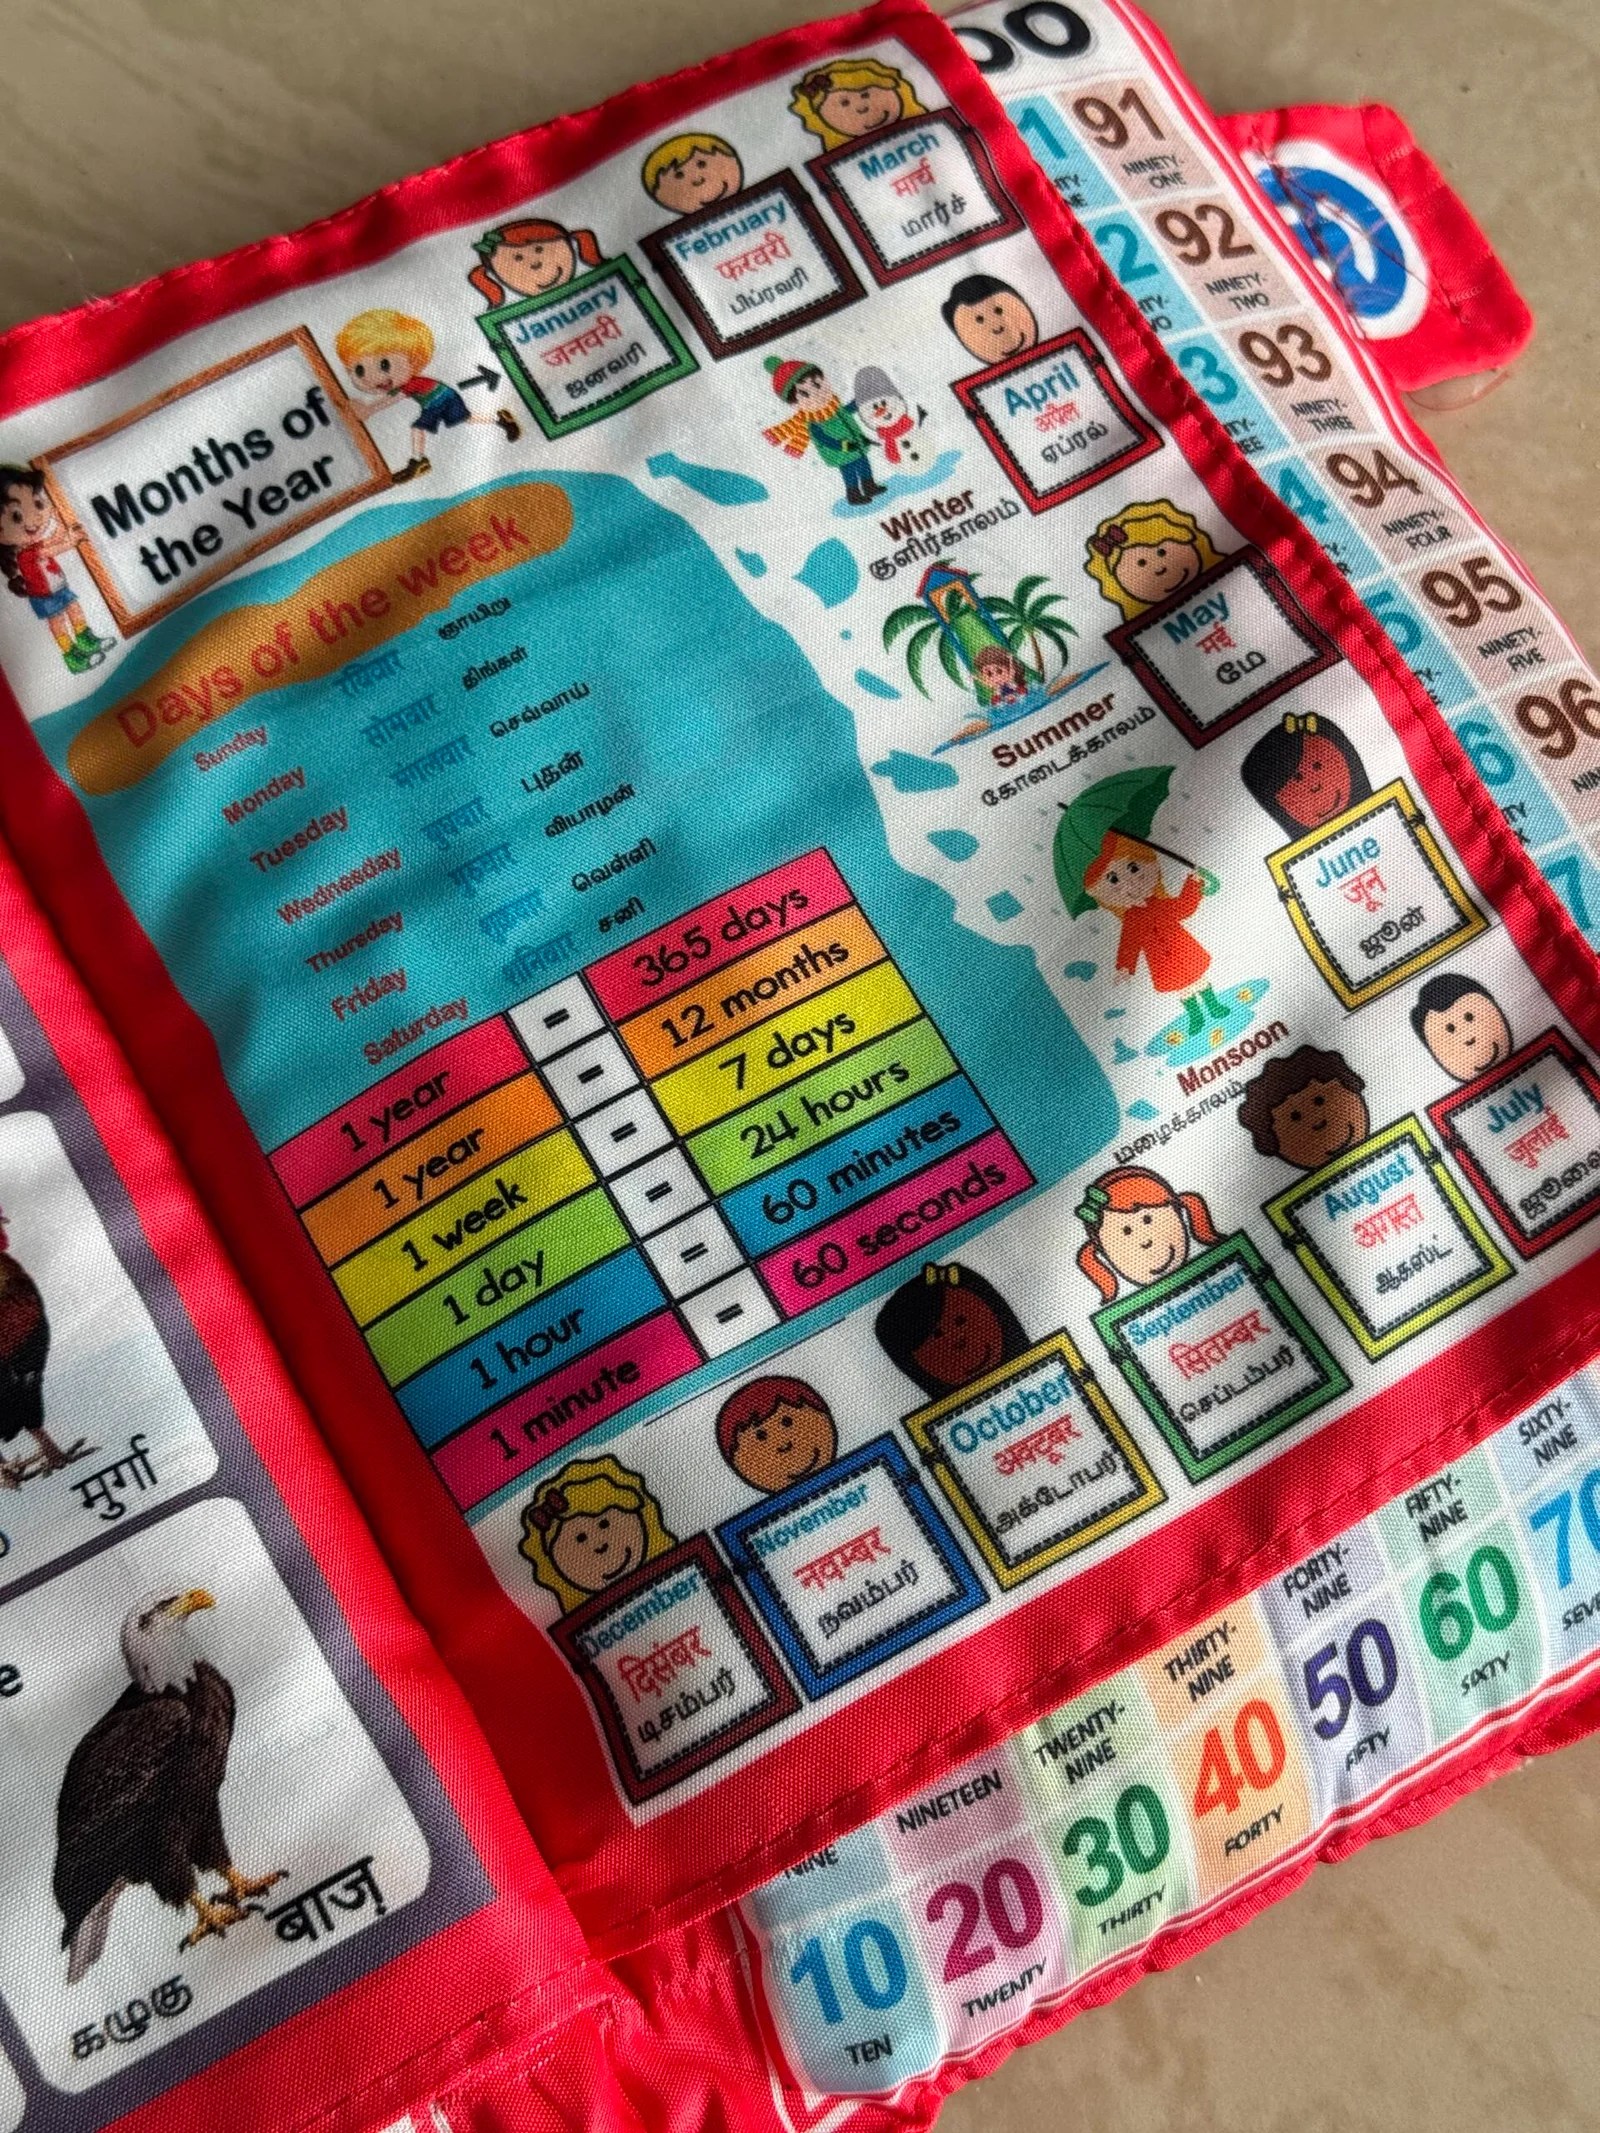 Months of
the Year
January
जनवरी
ஜனவரி
February
फरवरी
பிப்ரவரி
March
मार्च
மார்ச்
April
अप्रैल
ஏப்ரல்
May
मई
மே
June
जून
ஜூன்
July
जुलाई
August
अगस्त
ஆகஸ்ட்
September
सितम्बर
செப்டம்பர்
October
अक्टूबर
அக்டோபர்
November
नवम्बर
நவம்பர்
December
दिसंबर
டிசம்பர்
Winter
குளிர்காலம்
Summer
கோடைக்காலம்
Monsoon
மழைக்காலம்
Days of the week
Sunday रविवार ஞாயிறு
Monday सोमवार திங்கள்
Tuesday मंगलवार செவ்வாய்
Wednesday बुधवार புதன்
Thursday गुरुवार வியாழன்
Friday शुक्रवार வெள்ளி
Saturday शनिवार சனி
1 year = 365 days
1 year = 12 months
1 week = 7 days
1 day = 24 hours
1 hour = 60 minutes
1 minute = 60 seconds
मुर्गा
बाज़
கழுகு
91
NINETY-
ONE
92
NINETY-
TWO
93
NINETY-
THREE
94
NINETY-
FOUR
95
NINETY-
FIVE
96
NINE
10
TEN
NINETEEN
20
TWENTY
TWENTY-
NINE
30
THIRTY
THIRTY-
NINE
40
FORTY
FORTY-
NINE
50
FIFTY
FIFTY-
NINE
60
SIXTY
SIXTY-
NINE
70